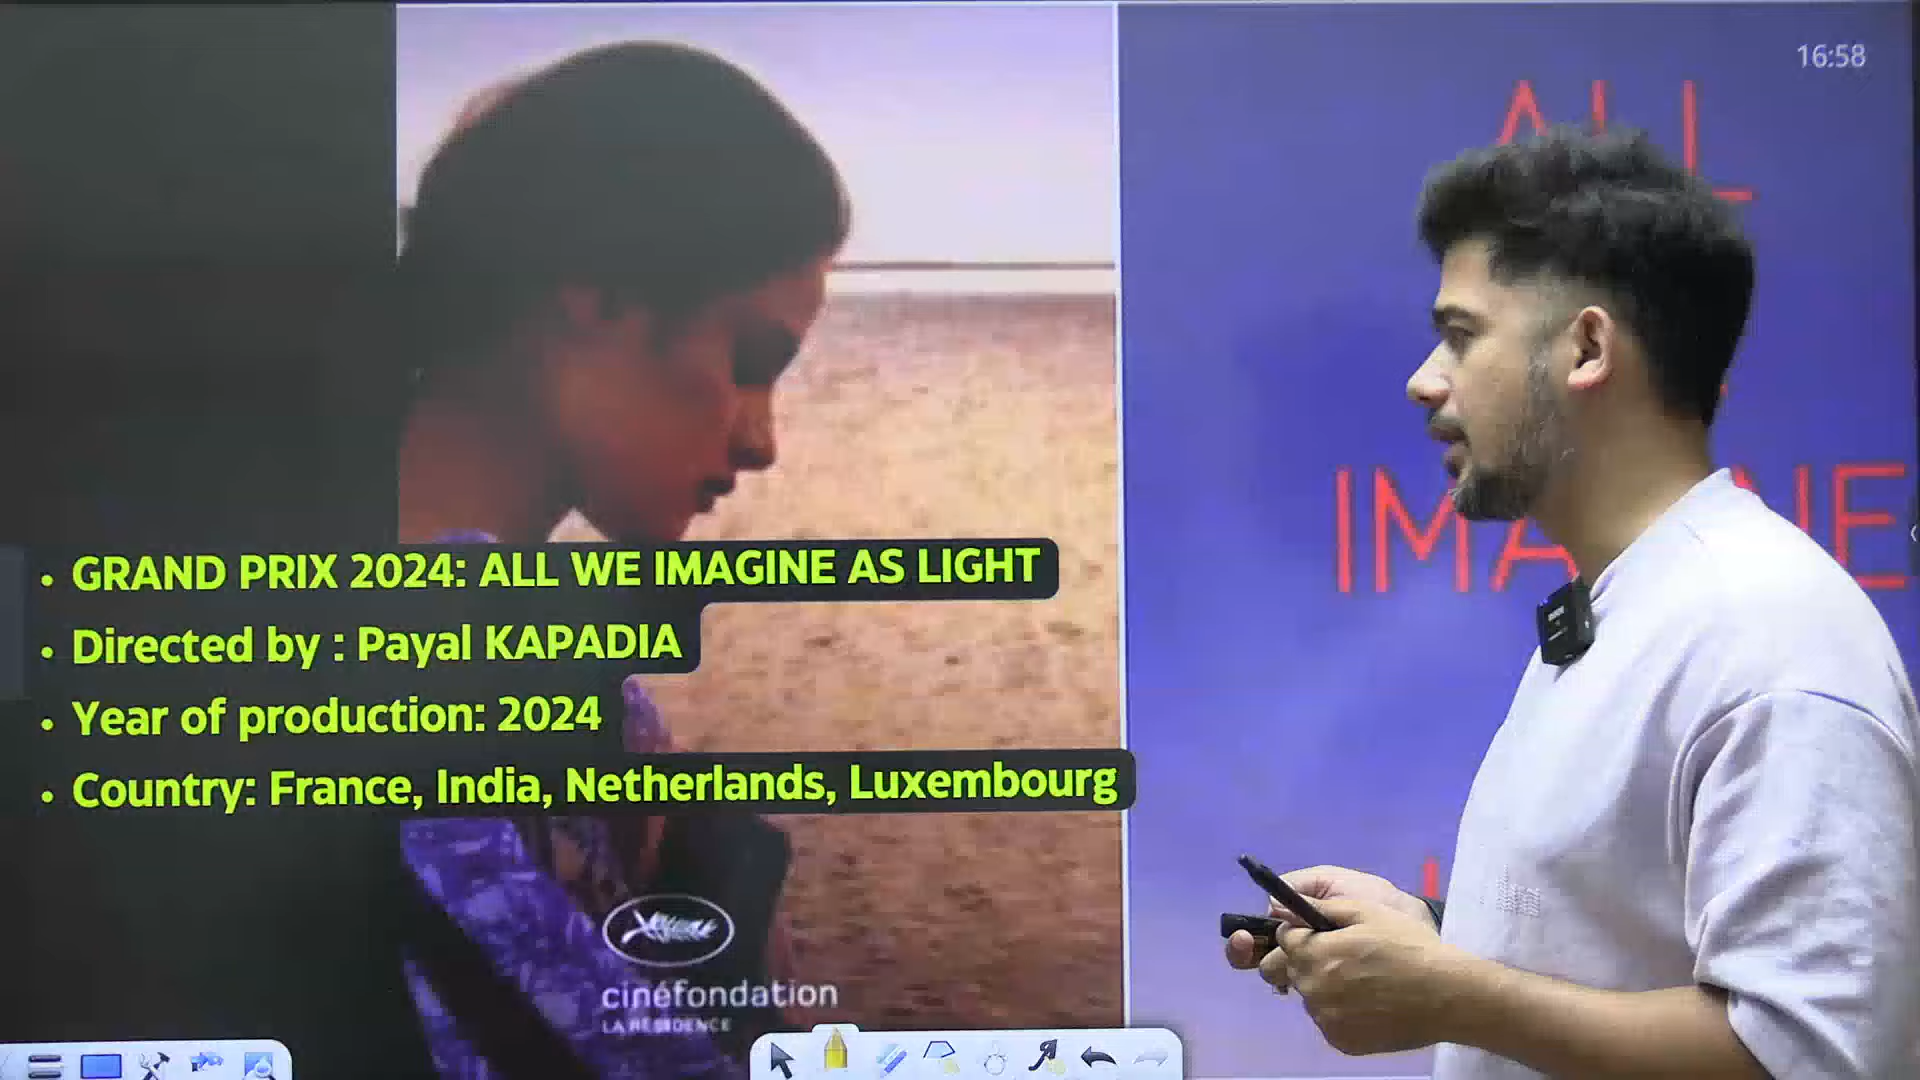 16:58
ALL
• GRAND PRIX 2024: ALL WE IMAGINE AS LIGHT
• Directed by : Payal KAPADIA
• Year of production: 2024
• Country: France, India, Netherlands, Luxembourg
cinéfondation
LA RÉSIDENCE